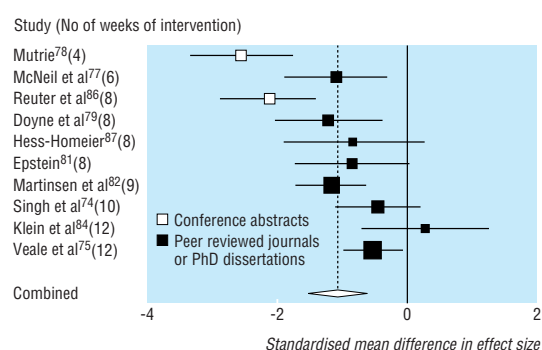 Study (No of weeks of intervention)
Mutrie78(4)
McNeil et al77(6)
Reuter et al86(8)
Doyne et al79(8)
Hess-Homeier87(8)
Epstein81(8)
Martinsen et al82(9)
Singh et al74(10)
Klein et al84(12)
Veale et al75(12)
Combined
Conference abstracts
Peer reviewed journals
or PhD dissertations
-4 -2 0 2
Standardised mean difference in effect size